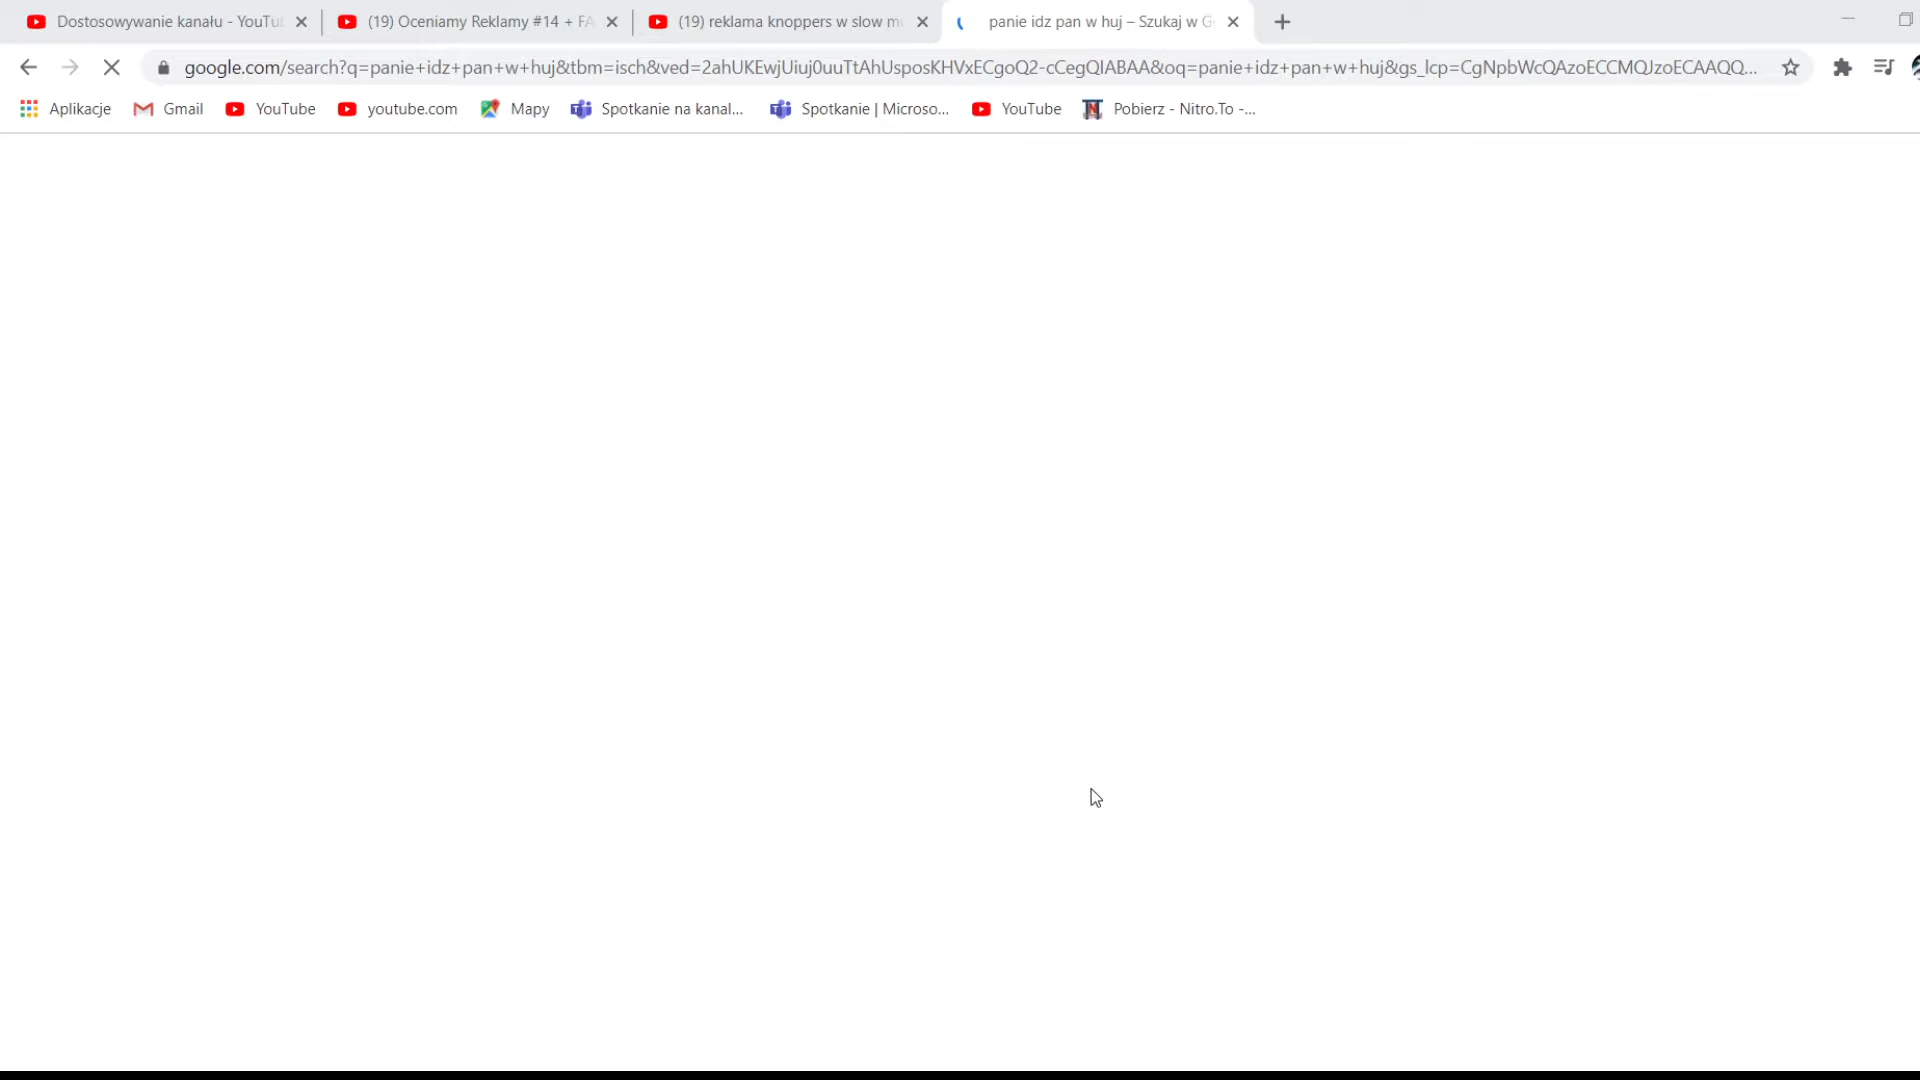 Dostosowywanie kanału - YouTu
(19) Oceniamy Reklamy #14 + FA
(19) reklama knoppers w slow m
panie idz pan w huj – Szukaj w G
google.com/search?q=panie+idz+pan+w+huj&tbm=isch&ved=2ahUKEwjUiuj0uuTtAhUsposKHVxECgoQ2-cCegQIABAA&oq=panie+idz+pan+w+huj&gs_lcp=CgNpbWcQAzoECCMQJzoECAAQQ...
Aplikacje
Gmail
YouTube
youtube.com
Mapy
Spotkanie na kanal...
Spotkanie | Microso...
YouTube
Pobierz - Nitro.To -...